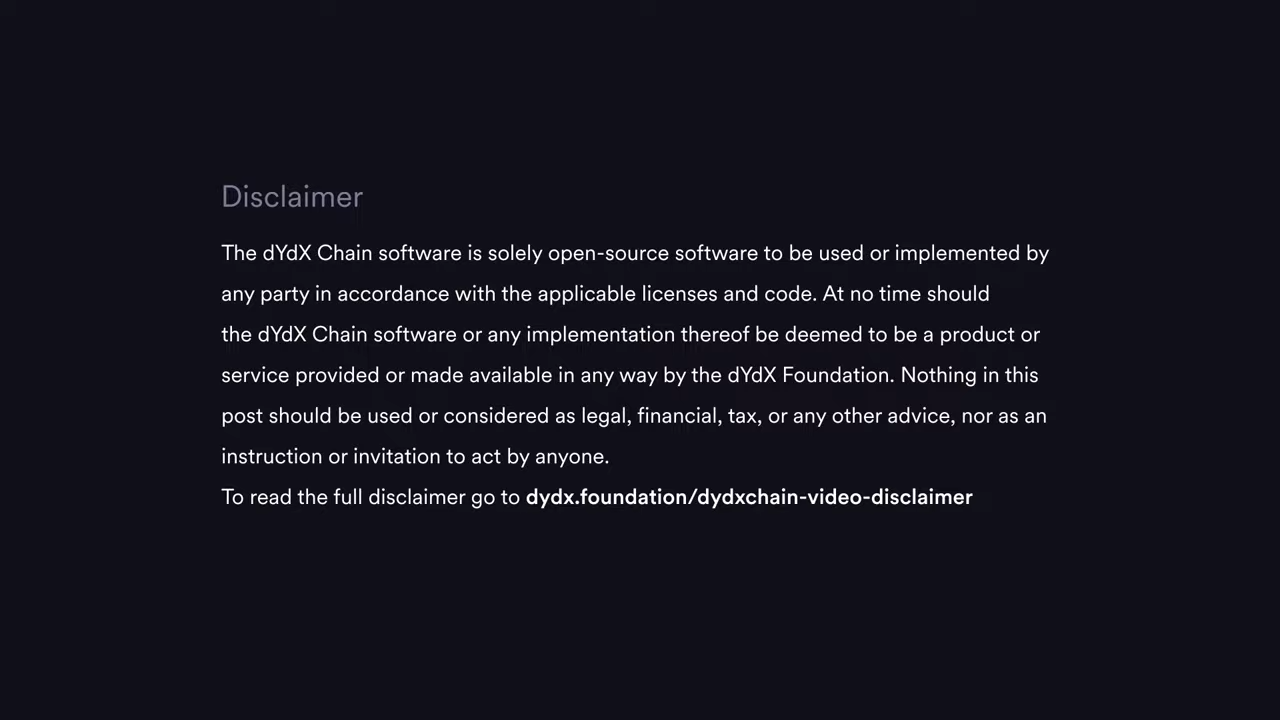 Disclaimer
The dYdX Chain software is solely open-source software to be used or implemented by
any party in accordance with the applicable licenses and code. At no time should
the dYdX Chain software or any implementation thereof be deemed to be a product or
service provided or made available in any way by the dYdX Foundation. Nothing in this
post should be used or considered as legal, financial, tax, or any other advice, nor as an
instruction or invitation to act by anyone.
To read the full disclaimer go to dydx.foundation/dydxchain-video-disclaimer